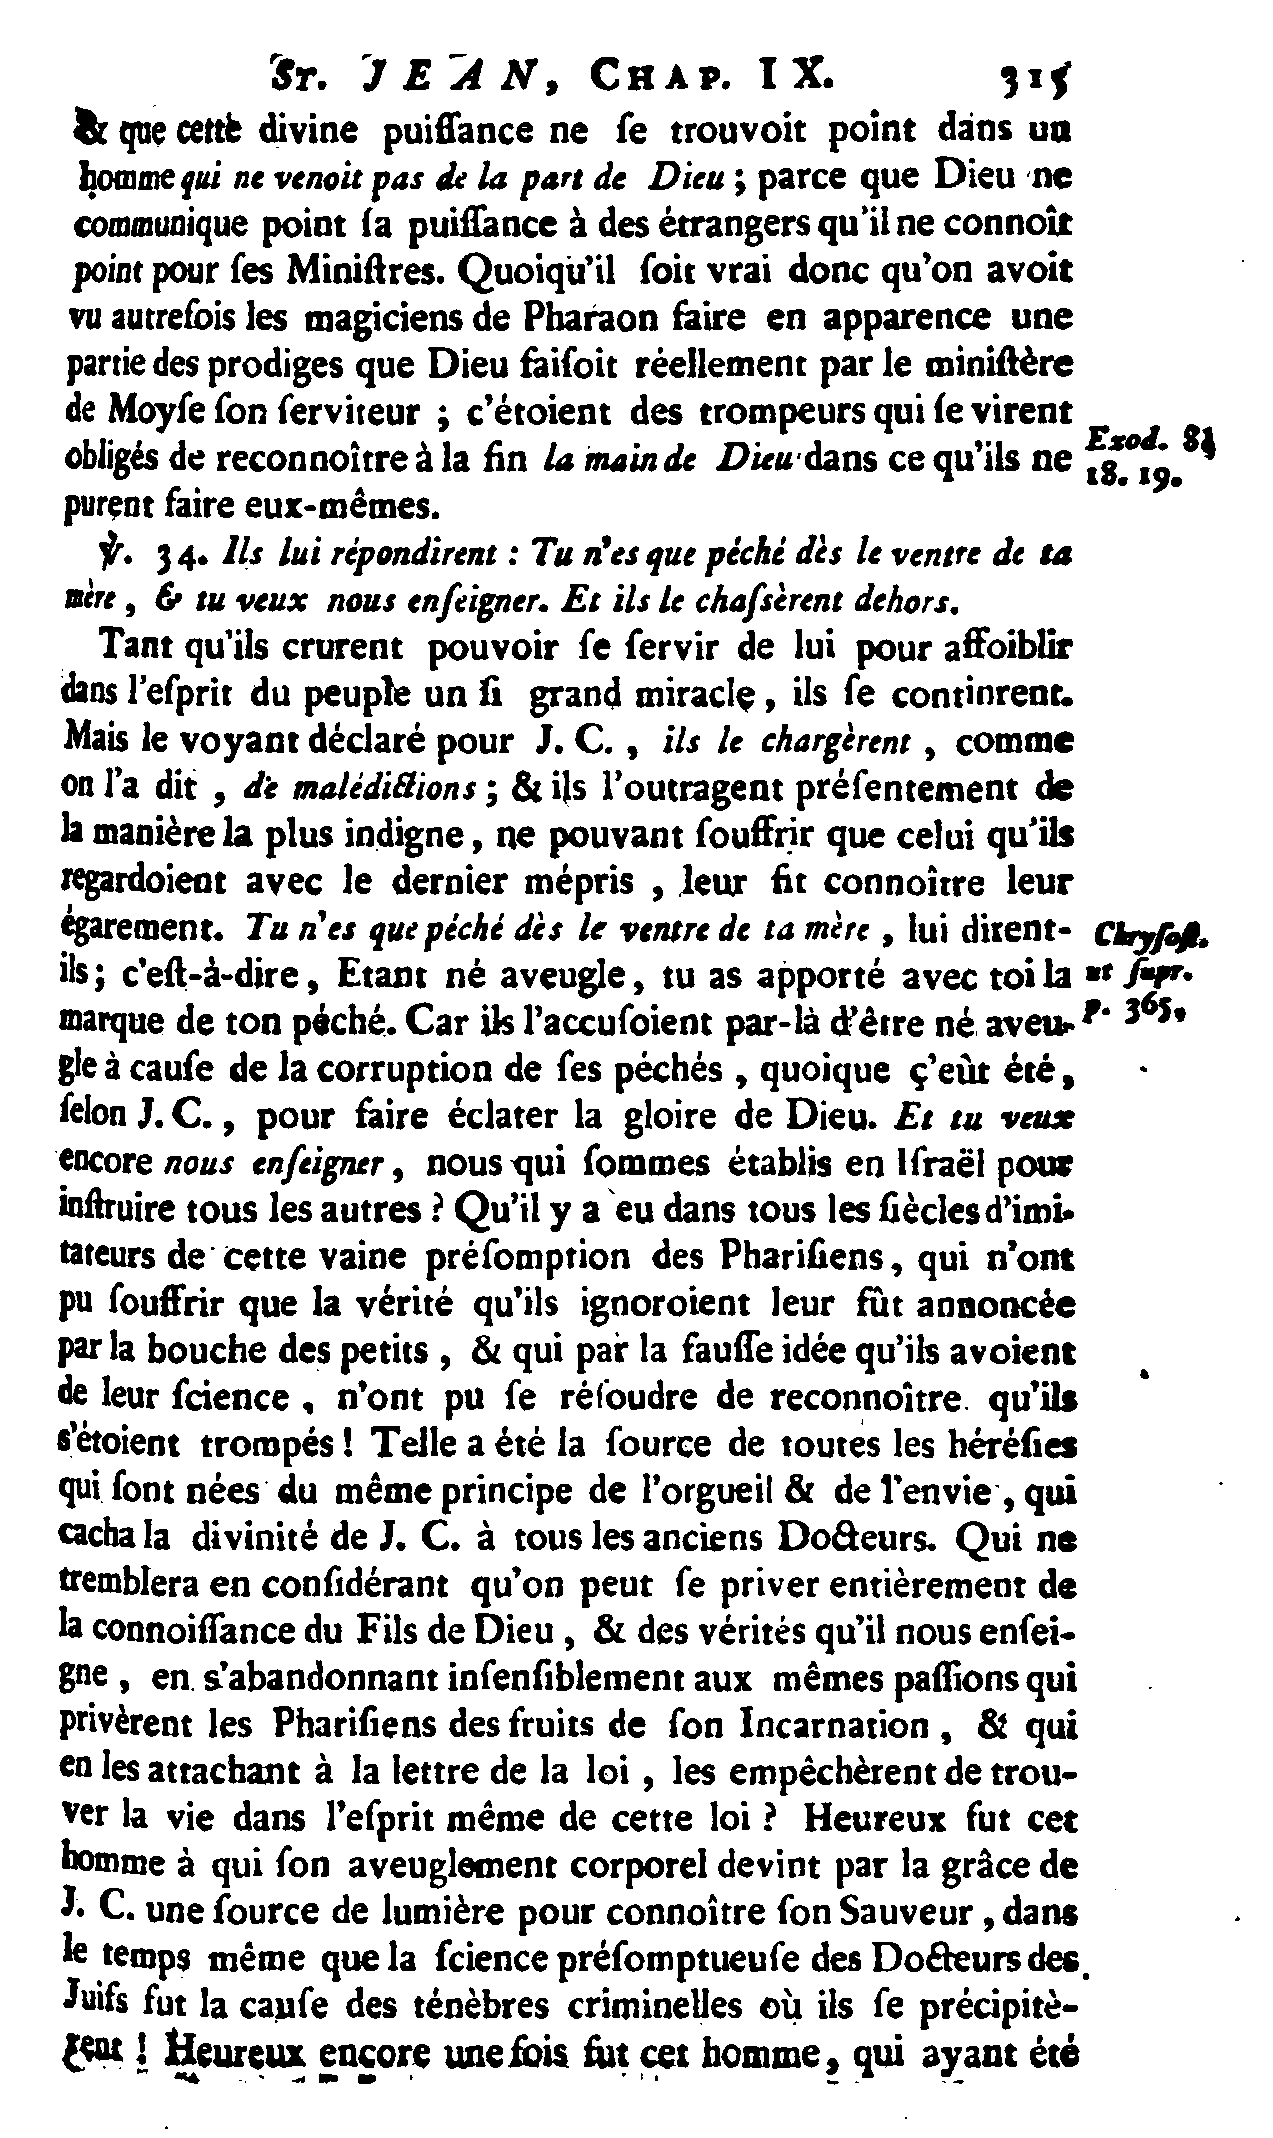 St. JEAN, CHAP. IX. 315
& que cette divine puiſſance ne ſe trouvoit point dans un
homme qui ne venoit pas de la part de Dieu ; parce que Dieu ne
communique point ſa puiſſance à des étrangers qu'il ne connoît
point pour ſes Miniſtres. Quoiqu'il ſoit vrai donc qu'on avoit
vu autrefois les magiciens de Pharaon faire en apparence une
partie des prodiges que Dieu faiſoit réellement par le miniſtère
de Moyſe ſon ſerviteur ; c'étoient des trompeurs qui ſe virent
obligés de reconnoître à la fin la main de Dieu dans ce qu'ils ne
Exod. 8.
18. 19.
purent faire eux-mêmes.
℣. 34. Ils lui répondirent : Tu n'es que péché dès le ventre de ta
mère , & tu veux nous enſeigner. Et ils le chaſsèrent dehors.
Tant qu'ils crurent pouvoir ſe ſervir de lui pour affoiblir
dans l'eſprit du peuple un ſi grand miracle , ils ſe continrent.
Mais le voyant déclaré pour J. C. , ils le chargèrent , comme
on l'a dit , de malédictions ; & ils l'outragent préſentement de
la manière la plus indigne , ne pouvant ſouffrir que celui qu'ils
regardoient avec le dernier mépris , leur fit connoître leur
égarement. Tu n'es que péché dès le ventre de ta mère , lui dirent-
ils ; c'eſt-à-dire , Etant né aveugle , tu as apporté avec toi la
marque de ton péché. Car ils l'accuſoient par-là d'être né aveu-
Chryſoſt.
ut ſupr.
p. 365.
gle à cauſe de la corruption de ſes péchés , quoique ç'eût été ,
ſelon J. C. , pour faire éclater la gloire de Dieu. Et tu veux
encore nous enſeigner , nous qui ſommes établis en Iſraël pour
inſtruire tous les autres ? Qu'il y a eu dans tous les ſiècles d'imi-
tateurs de cette vaine préſomption des Phariſiens , qui n'ont
pu ſouffrir que la vérité qu'ils ignoroient leur fût annoncée
par la bouche des petits , & qui par la fauſſe idée qu'ils avoient
de leur ſcience , n'ont pu ſe réſoudre de reconnoître qu'ils
s'étoient trompés ! Telle a été la ſource de toutes les héréſies
qui ſont nées du même principe de l'orgueil & de l'envie , qui
cacha la divinité de J. C. à tous les anciens Docteurs. Qui ne
tremblera en conſidérant qu'on peut ſe priver entièrement de
la connoiſſance du Fils de Dieu , & des vérités qu'il nous enſei-
gne , en s'abandonnant inſenſiblement aux mêmes paſſions qui
privèrent les Phariſiens des fruits de ſon Incarnation , & qui
en les attachant à la lettre de la loi , les empêchèrent de trou-
ver la vie dans l'eſprit même de cette loi ? Heureux fut cet
homme à qui ſon aveuglement corporel devint par la grâce de
J. C. une ſource de lumière pour connoître ſon Sauveur , dans
le temps même que la ſcience préſomptueuſe des Docteurs des
Juifs fut la cauſe des ténèbres criminelles où ils ſe précipitè-
rent ! Heureux encore une fois fut cet homme , qui ayant été